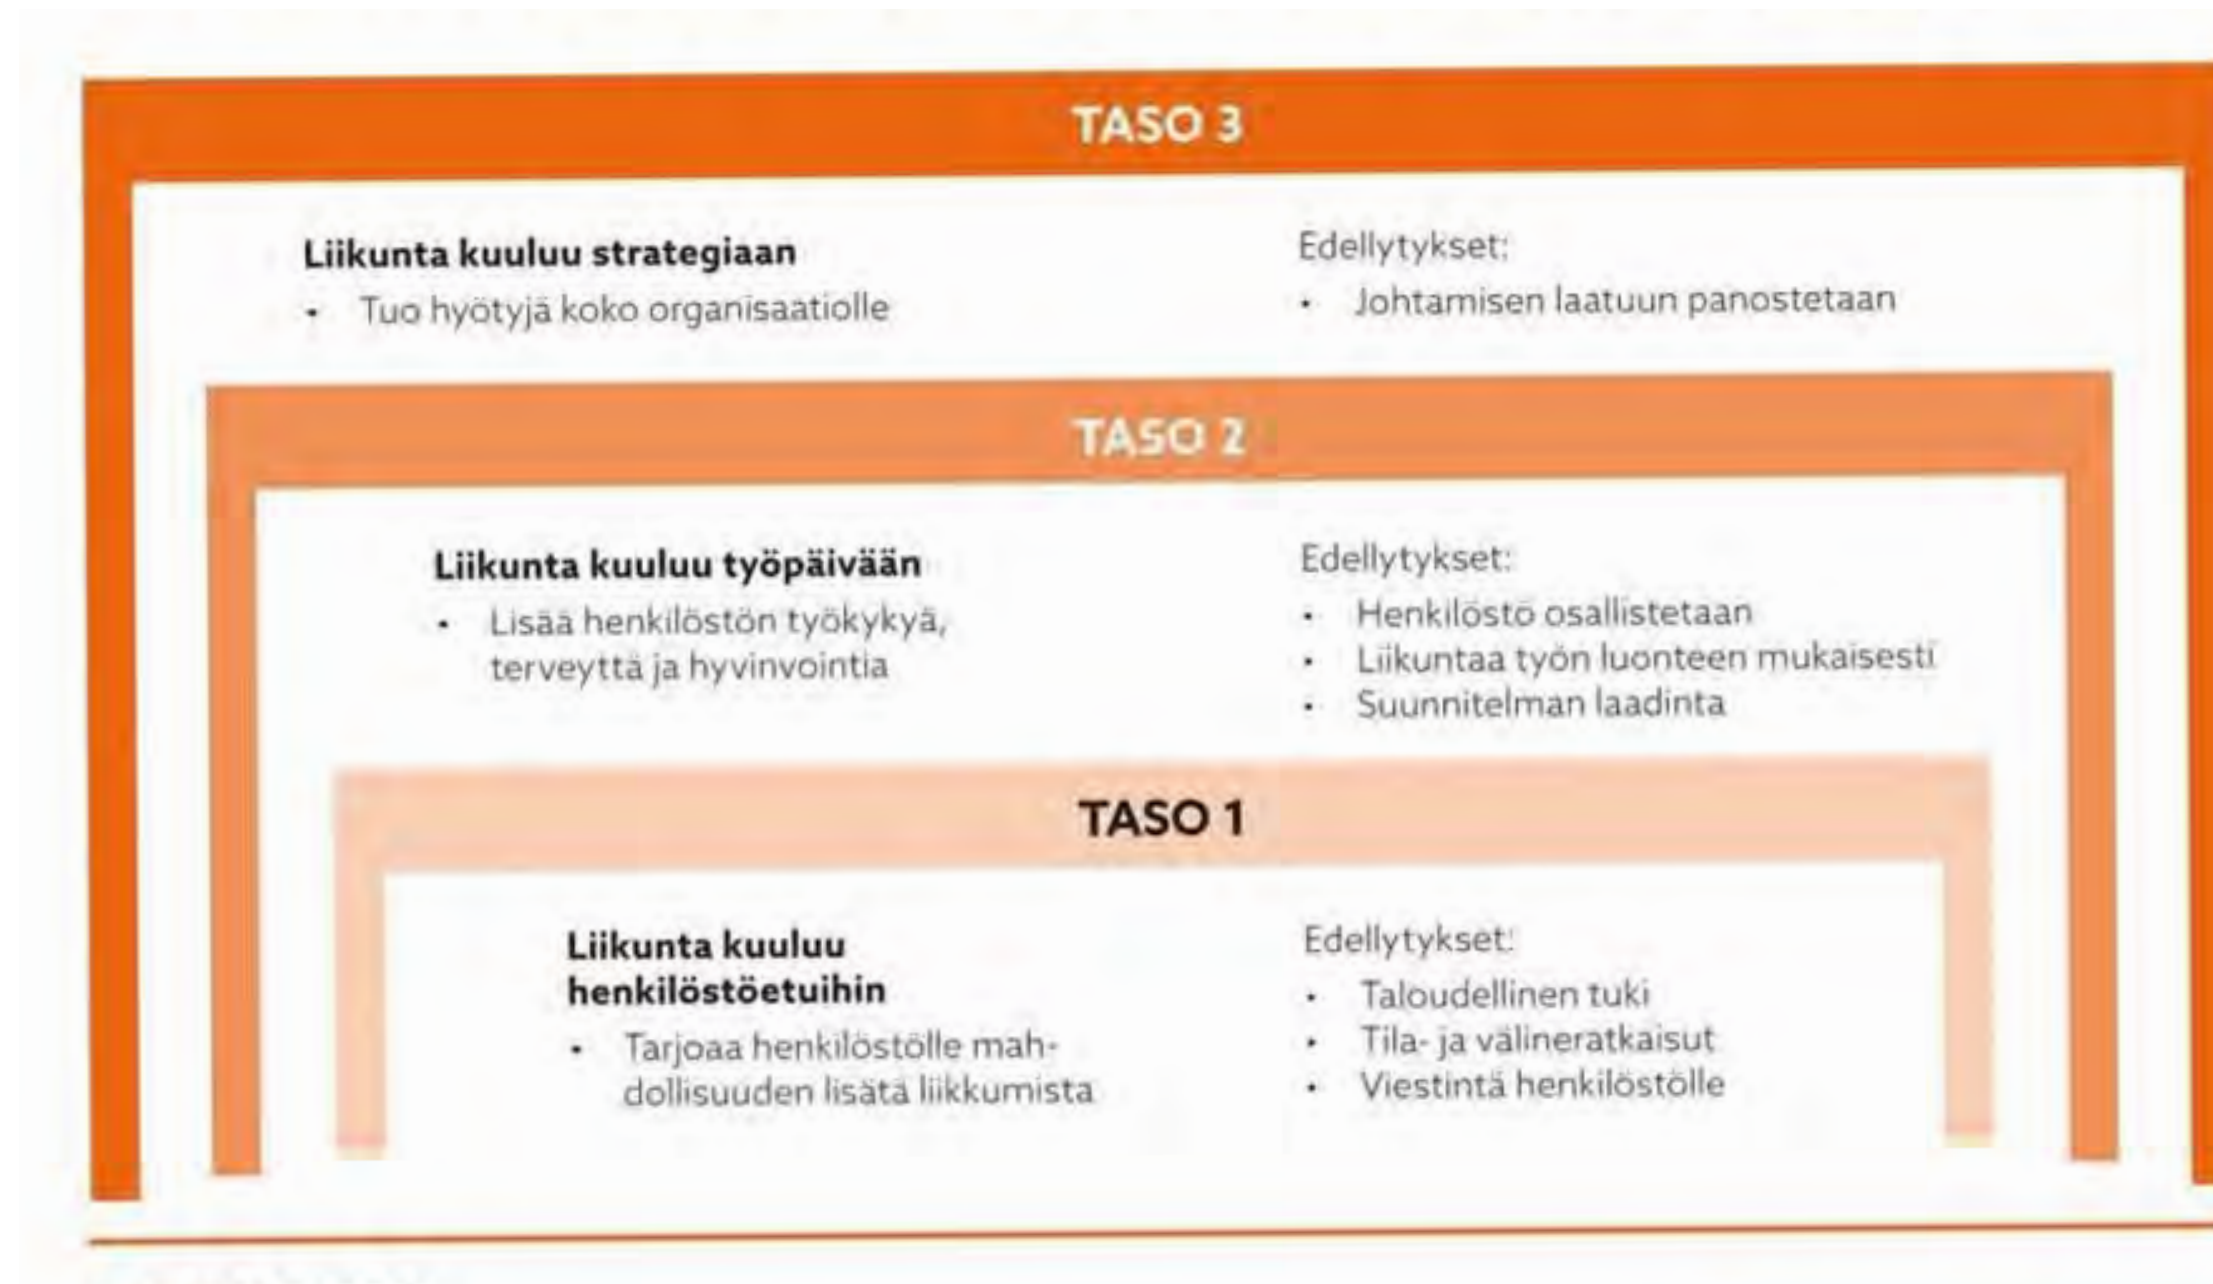 TASO 3
Liikunta kuuluu strategiaan
• Tuo hyötyjä koko organisaatiolle
Edellytykset:
• Johtamisen laatuun panostetaan
TASO 2
Liikunta kuuluu työpäivään
• Lisää henkilöstön työkykyä,
terveyttä ja hyvinvointia
Edellytykset:
• Henkilöstö osallistetaan
• Liikuntaa työn luonteen mukaisesti
• Suunnitelman laadinta
TASO 1
Liikunta kuuluu
henkilöstöetuihin
• Tarjoaa henkilöstölle mah-
dollisuuden lisätä liikkumista
Edellytykset:
• Taloudellinen tuki
• Tila- ja välineratkaisut
• Viestintä henkilöstölle